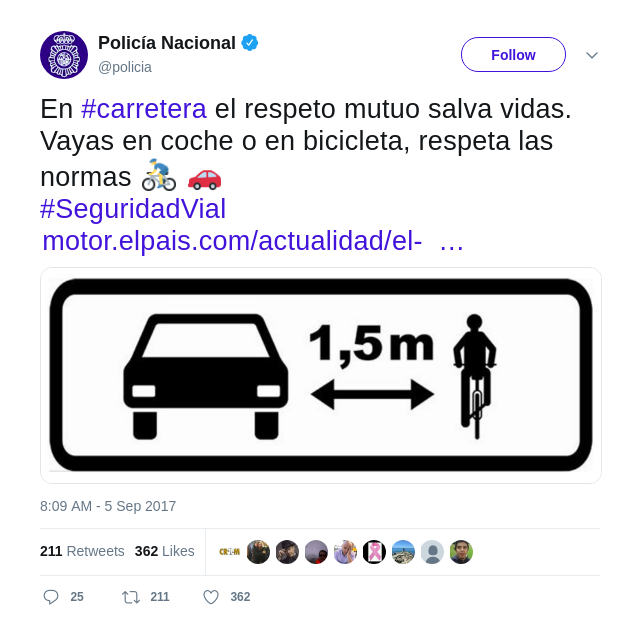 Policía Nacional
@policia
Follow
En #carretera el respeto mutuo salva vidas.
Vayas en coche o en bicicleta, respeta las
normas
#SeguridadVial
motor.elpais.com/actualidad/el- …
1,5m
8:09 AM - 5 Sep 2017
211 Retweets 362 Likes
25 211 362